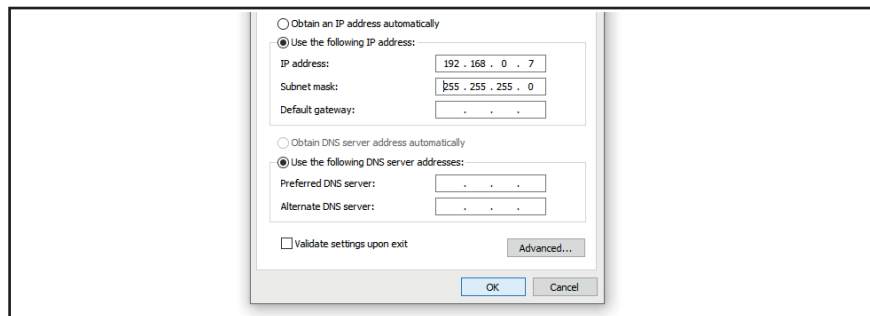 Obtain an IP address automatically
Use the following IP address:
IP address: 192 . 168 . 0 . 7
Subnet mask: 255 . 255 . 255 . 0
Default gateway: . . .
Obtain DNS server address automatically
Use the following DNS server addresses:
Preferred DNS server: . . .
Alternate DNS server: . . .
Validate settings upon exit
Advanced...
OK Cancel